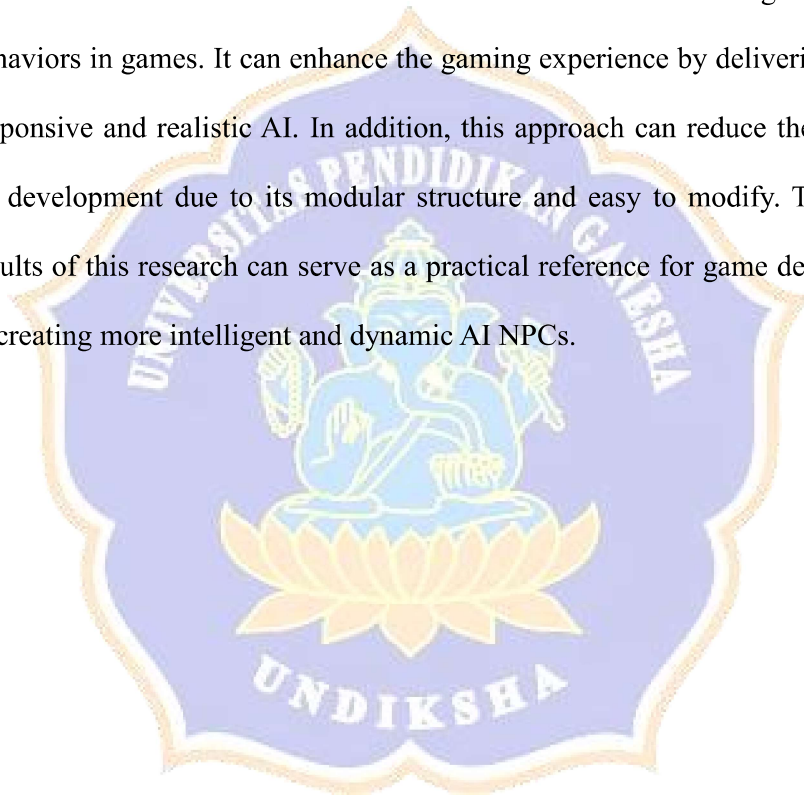 haviors in games. It can enhance the gaming experience by deliveri
ponsive and realistic AI. In addition, this approach can reduce the
development due to its modular structure and easy to modify. T
ults of this research can serve as a practical reference for game de
creating more intelligent and dynamic AI NPCs.
UNIVERSITAS PENDIDIKAN GANESHA
UNDIKSHA